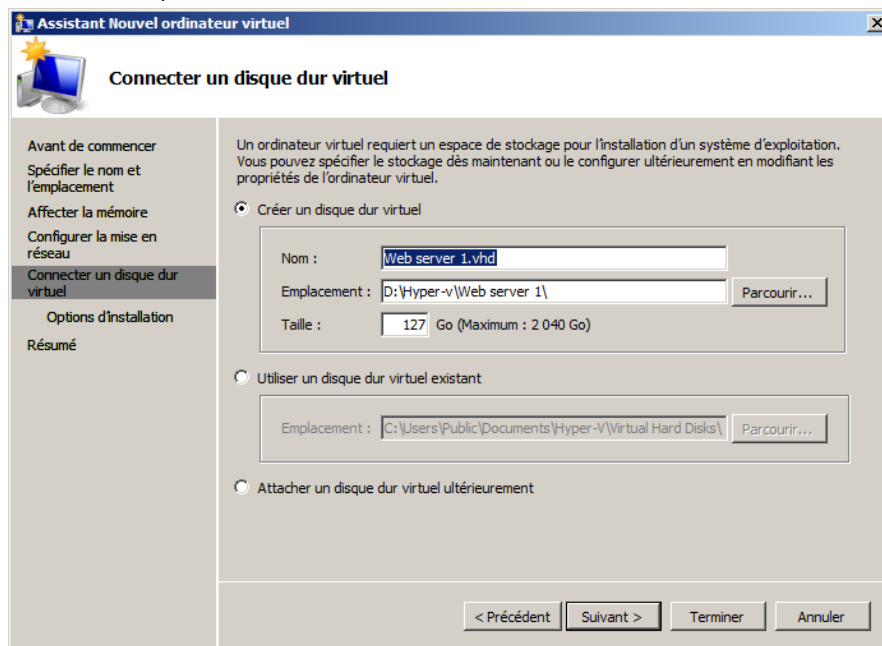 Assistant Nouvel ordinateur virtuel
Connecter un disque dur virtuel
Avant de commencer
Spécifier le nom et
l'emplacement
Affecter la mémoire
Configurer la mise en
réseau
Connecter un disque dur
virtuel
Options d'installation
Résumé
Un ordinateur virtuel requiert un espace de stockage pour l'installation d'un système d'exploitation.
Vous pouvez spécifier le stockage dès maintenant ou le configurer ultérieurement en modifiant les
propriétés de l'ordinateur virtuel.
Créer un disque dur virtuel
Nom : Web server 1.vhd
Emplacement : D:\Hyper-v\Web server 1\ Parcourir...
Taille : 127 Go (Maximum : 2 040 Go)
Utiliser un disque dur virtuel existant
Emplacement : C:\Users\Public\Documents\Hyper-V\Virtual Hard Disks\ Parcourir...
Attacher un disque dur virtuel ultérieurement
< Précédent Suivant > Terminer Annuler